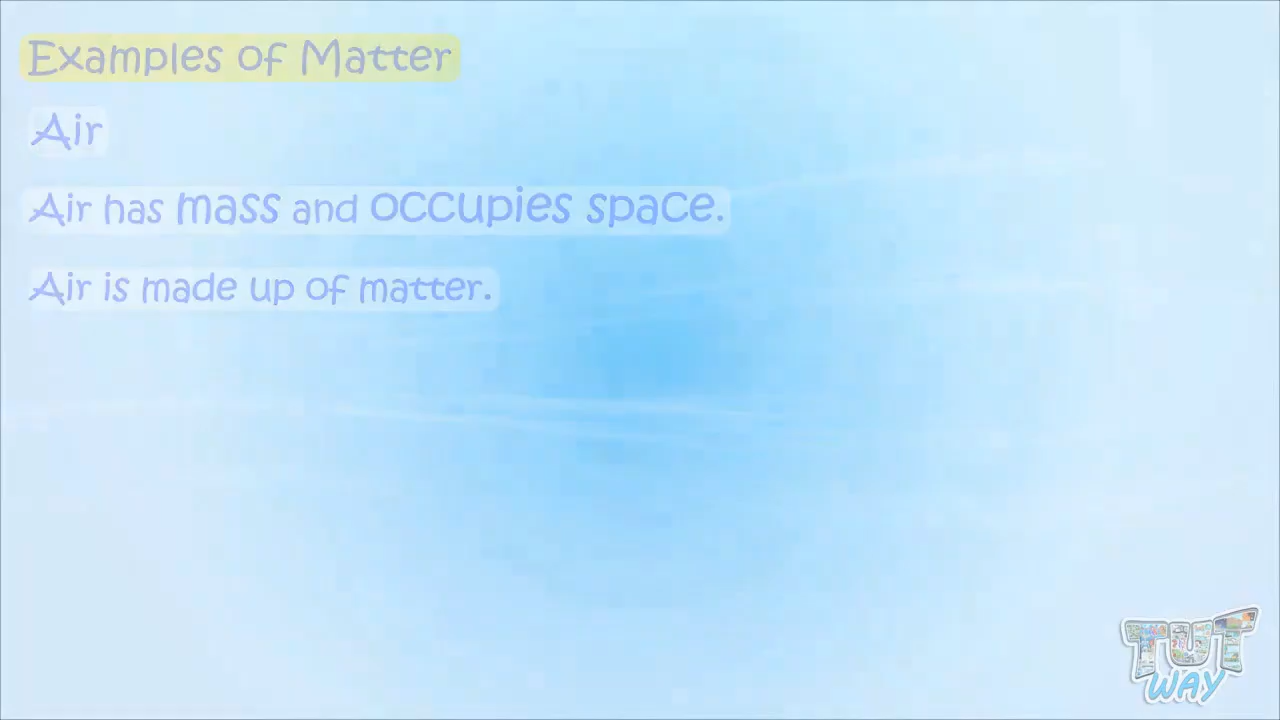 Examples of Matter
Air
Air has mass and occupies space.
Air is made up of matter.
TUT
WAY